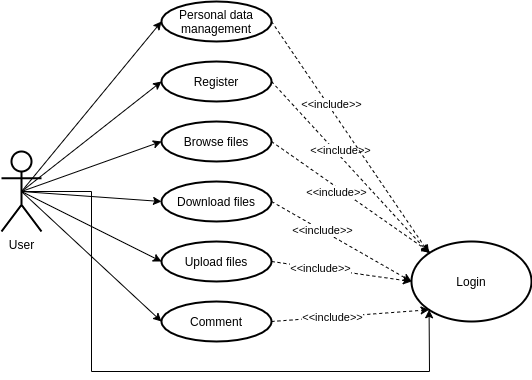 Personal data
management
<<include>>
Register
<<include>>
Browse files
<<include>>
Download files
<<include>>
User
Upload files
<<include>>
Login
Comment
<<include>>